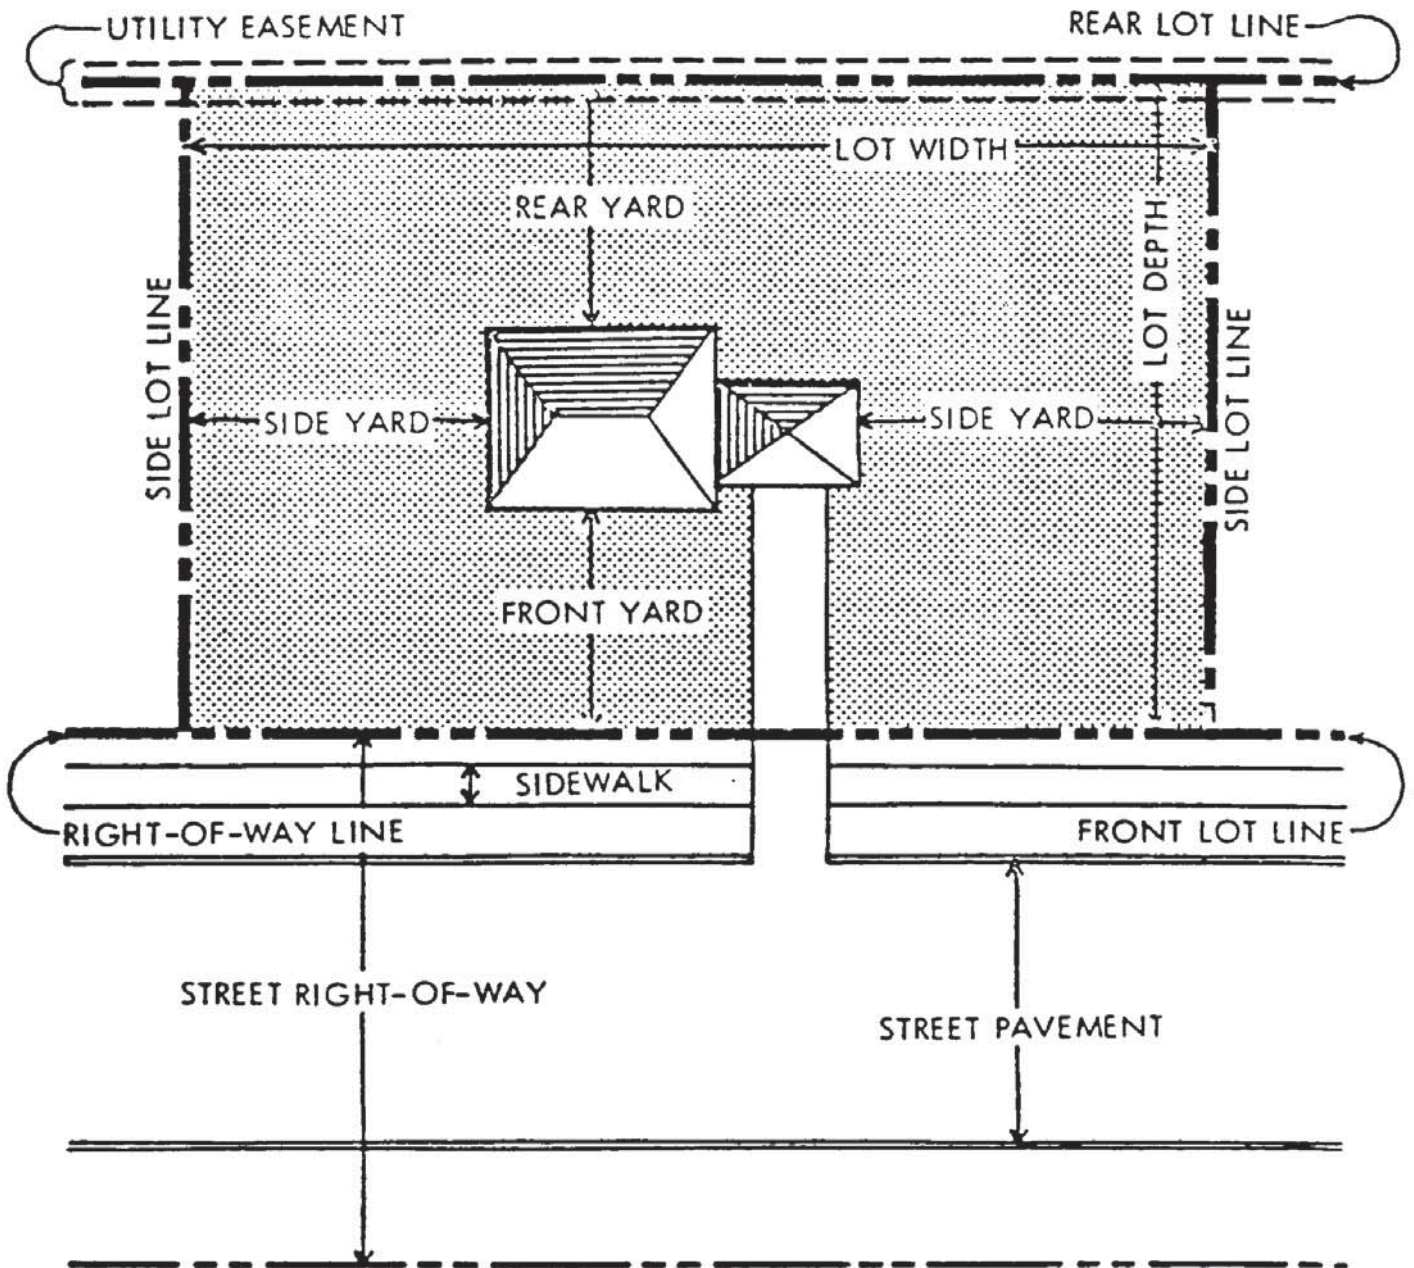 UTILITY EASEMENT
REAR LOT LINE
LOT WIDTH
REAR YARD
LOT DEPTH
SIDE LOT LINE
SIDE YARD
SIDE YARD
SIDE LOT LINE
FRONT YARD
SIDEWALK
RIGHT-OF-WAY LINE
FRONT LOT LINE
STREET RIGHT-OF-WAY
STREET PAVEMENT